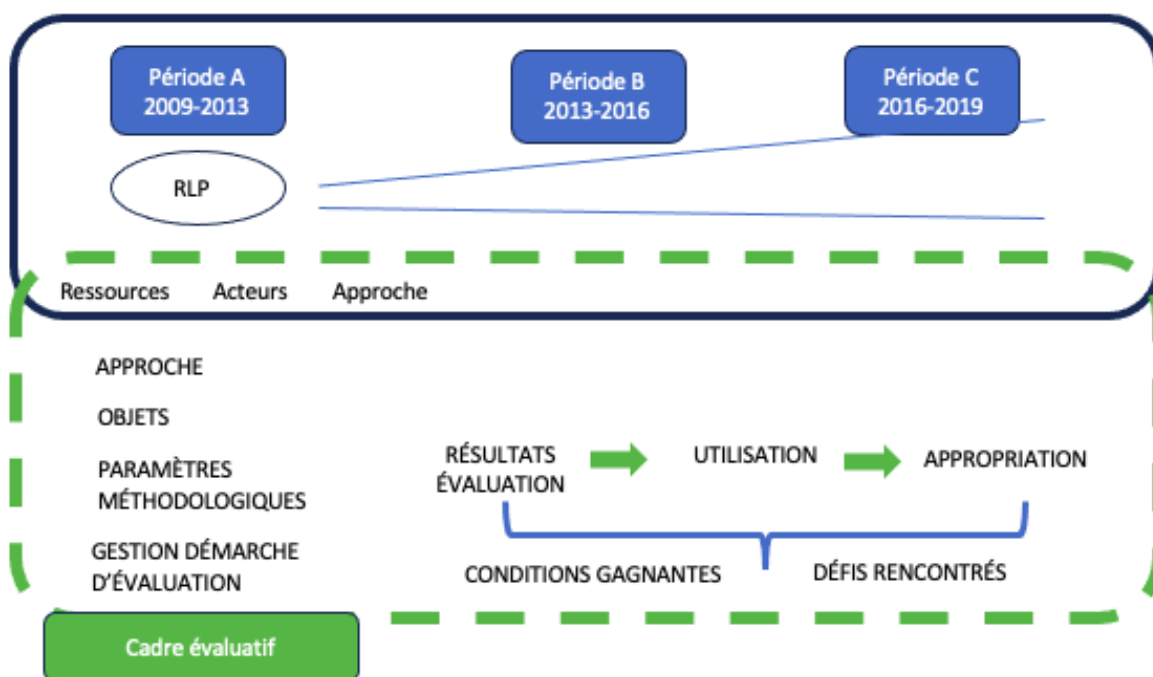 Période A
2009-2013
Période B
2013-2016
Période C
2016-2019
RLP
Ressources Acteurs Approche
APPROCHE
OBJETS
PARAMÈTRES
MÉTHODOLOGIQUES
GESTION DÉMARCHE
D’ÉVALUATION
RÉSULTATS
ÉVALUATION
UTILISATION
APPROPRIATION
CONDITIONS GAGNANTES
DÉFIS RENCONTRÉS
Cadre évaluatif